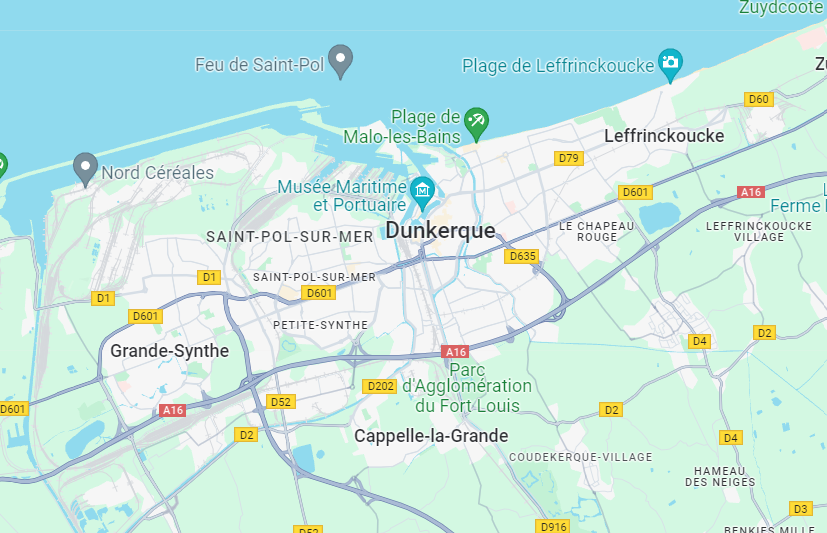 Zuydcoote
Feu de Saint-Pol
Plage de Leffrinckoucke
Zu
D60
Plage de
Malo-les-Bains
Leffrinckoucke
D79
Nord Céréales
Musée Maritime
et Portuaire
D601
A16
L
Ferme
SAINT-POL-SUR-MER
Dunkerque
LE CHAPEAU
ROUGE
LEFFRINCKOUCKE
VILLAGE
D635
D1
SAINT-POL-SUR-MER
D601
D1
D601
PETITE-SYNTHE
D2
D4
Grande-Synthe
A16
Parc
d'Agglomération
du Fort Louis
D202
D601
A16
D52
D2
D2
Cappelle-la-Grande
D4
COUDEKERQUE-VILLAGE
HAMEAU
DES NEIGES
D3
D52
D916
BENKIES MILLE